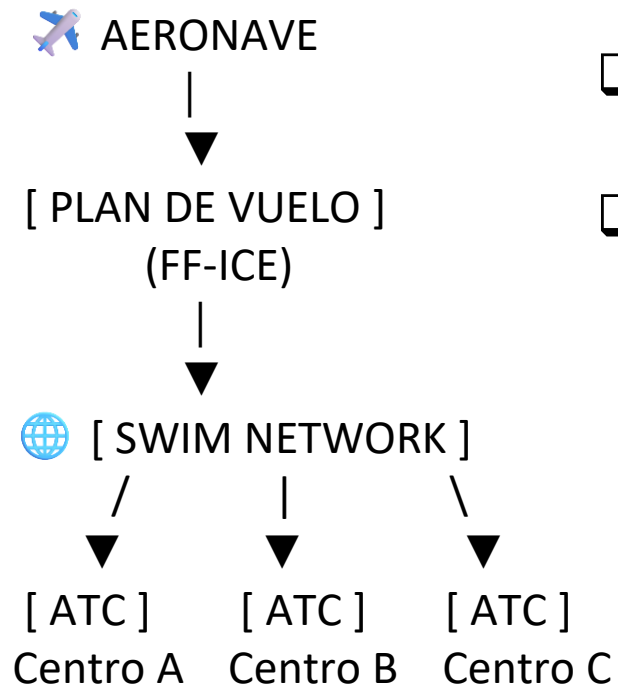 AERONAVE
[ PLAN DE VUELO ]
(FF-ICE)
[ SWIM NETWORK ]
[ ATC ] [ ATC ] [ ATC ]
Centro A Centro B Centro C